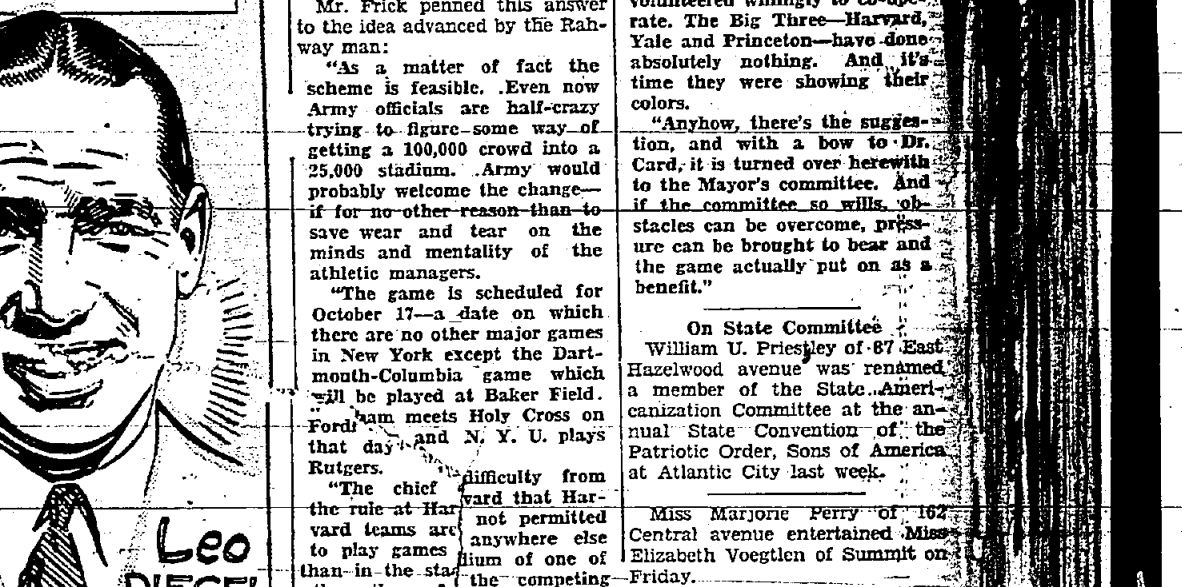 Mr. Frick penned this answer
to the idea advanced by the Rah-
way man:
"As a matter of fact the
scheme is feasible. .Even now
Army officials are half-crazy
trying to figure some way of
getting a 100,000 crowd into a
25,000 stadium. .Army would
probably welcome the change—
if for no other reason than to
save wear and tear on the
minds and mentality of the
athletic managers.
"The game is scheduled for
October 17—a date on which
there are no other major games
in New York except the Dart-
mouth-Columbia game which
will be played at Baker Field.
Fordham meets Holy Cross on
that day and N. Y. U. plays
Rutgers.
"The chief difficulty from
the rule at Harvard that Har-
vard teams are not permitted
to play games anywhere else
than in the stadium of one of
the competing
volunteered willingly to co-ope-
rate. The Big Three—Harvard,
Yale and Princeton—have done
absolutely nothing. And it's
time they were showing their
colors.
"Anyhow, there's the sugges-
tion, and with a bow to Dr.
Card, it is turned over herewith
to the Mayor's committee. And
if the committee so wills, ob-
stacles can be overcome, press-
ure can be brought to bear and
the game actually put on as a
benefit."
On State Committee
William U. Priestley of 67 East
Hazelwood avenue was renamed
a member of the State Ameri-
canization Committee at the an-
nual State Convention of the
Patriotic Order, Sons of America
at Atlantic City last week.
Miss Marjorie Perry of 162
Central avenue entertained Miss
Elizabeth Voegtlen of Summit on
Friday.
Leo
DIEGEL